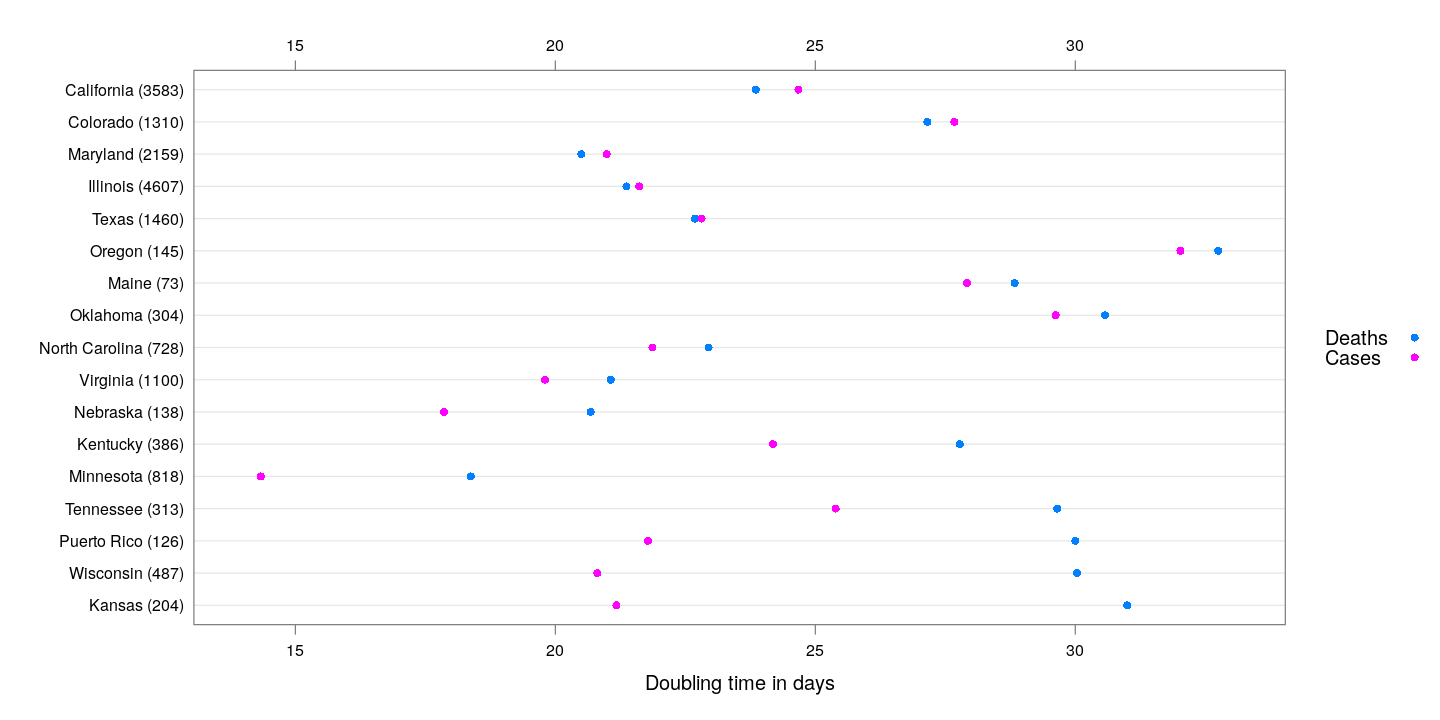 15 20 25 30
California (3583)
Colorado (1310)
Maryland (2159)
Illinois (4607)
Texas (1460)
Oregon (145)
Maine (73)
Oklahoma (304)
North Carolina (728)
Virginia (1100)
Nebraska (138)
Kentucky (386)
Minnesota (818)
Tennessee (313)
Puerto Rico (126)
Wisconsin (487)
Kansas (204)
15 20 25 30
Doubling time in days
Deaths
Cases